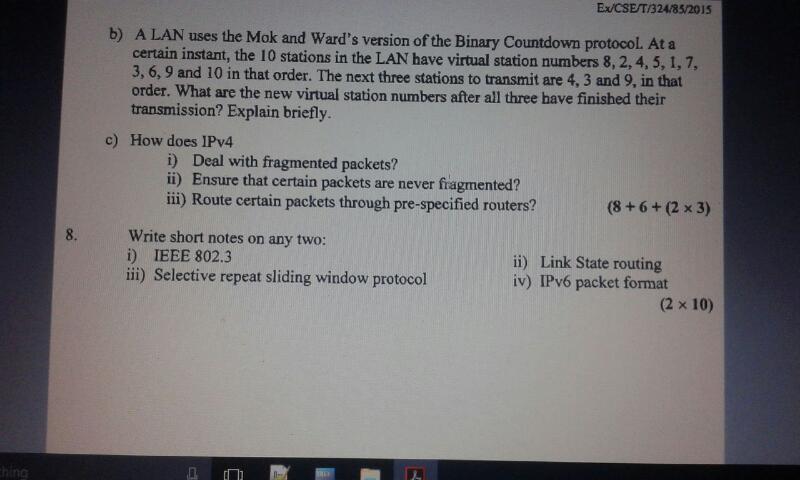 Ex/CSE/T/324/85/2015
b) A LAN uses the Mok and Ward's version of the Binary Countdown protocol. At a
certain instant, the 10 stations in the LAN have virtual station numbers 8, 2, 4, 5, 1, 7,
3, 6, 9 and 10 in that order. The next three stations to transmit are 4, 3 and 9, in that
order. What are the new virtual station numbers after all three have finished their
transmission? Explain briefly.
c) How does IPv4
i) Deal with fragmented packets?
ii) Ensure that certain packets are never fragmented?
iii) Route certain packets through pre-specified routers? (8 + 6 + (2 × 3)
8. Write short notes on any two:
i) IEEE 802.3 ii) Link State routing
iii) Selective repeat sliding window protocol iv) IPv6 packet format
(2 × 10)
hing